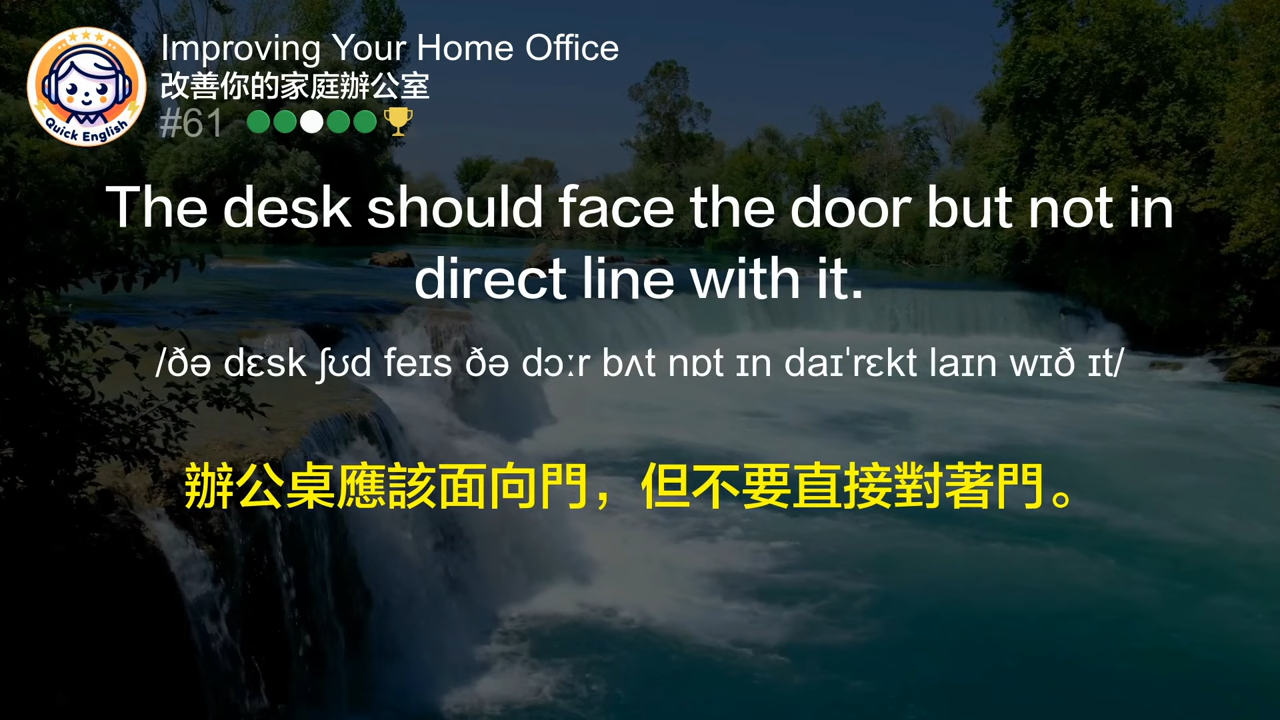 Quick English
Improving Your Home Office
改善你的家庭辦公室
#61
The desk should face the door but not in
direct line with it.
/ðə dɛsk ʃʊd feɪs ðə dɔːr bʌt nɒt ɪn daɪˈrɛkt laɪn wɪð ɪt/
辦公桌應該面向門，但不要直接對著門。